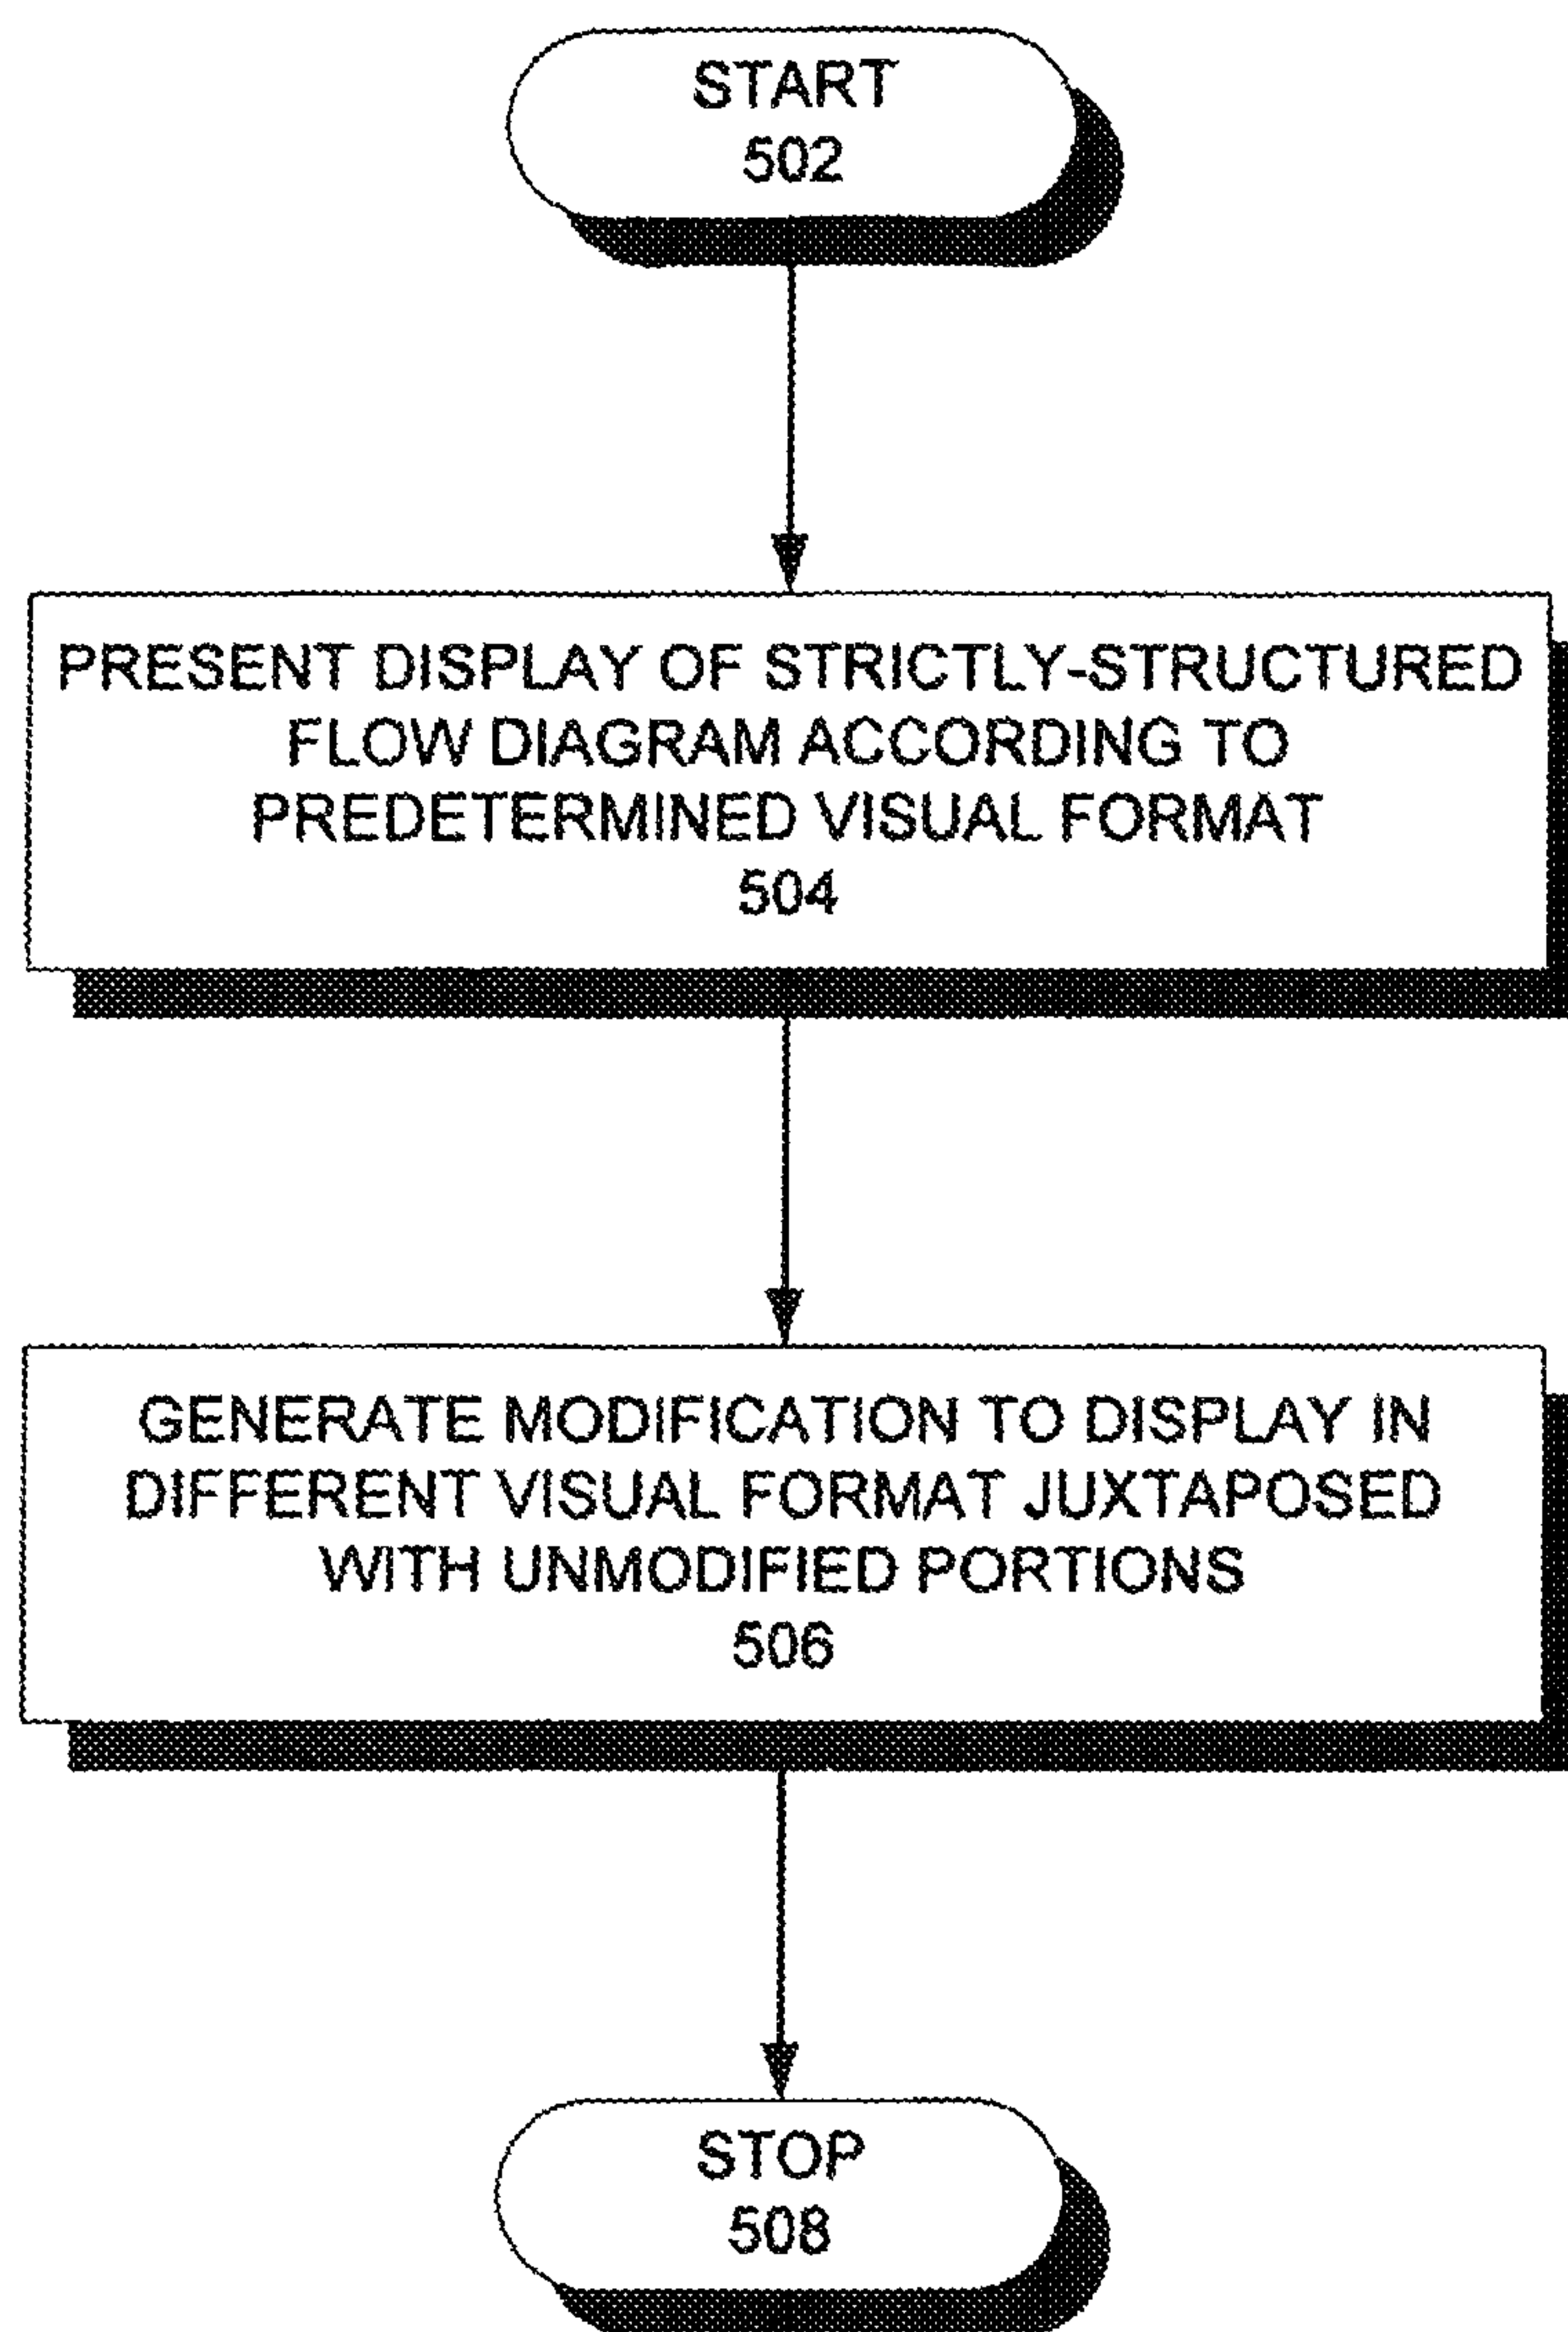 START
502
PRESENT DISPLAY OF STRICTLY-STRUCTURED
FLOW DIAGRAM ACCORDING TO
PREDETERMINED VISUAL FORMAT
504
GENERATE MODIFICATION TO DISPLAY IN
DIFFERENT VISUAL FORMAT JUXTAPOSED
WITH UNMODIFIED PORTIONS
506
STOP
508